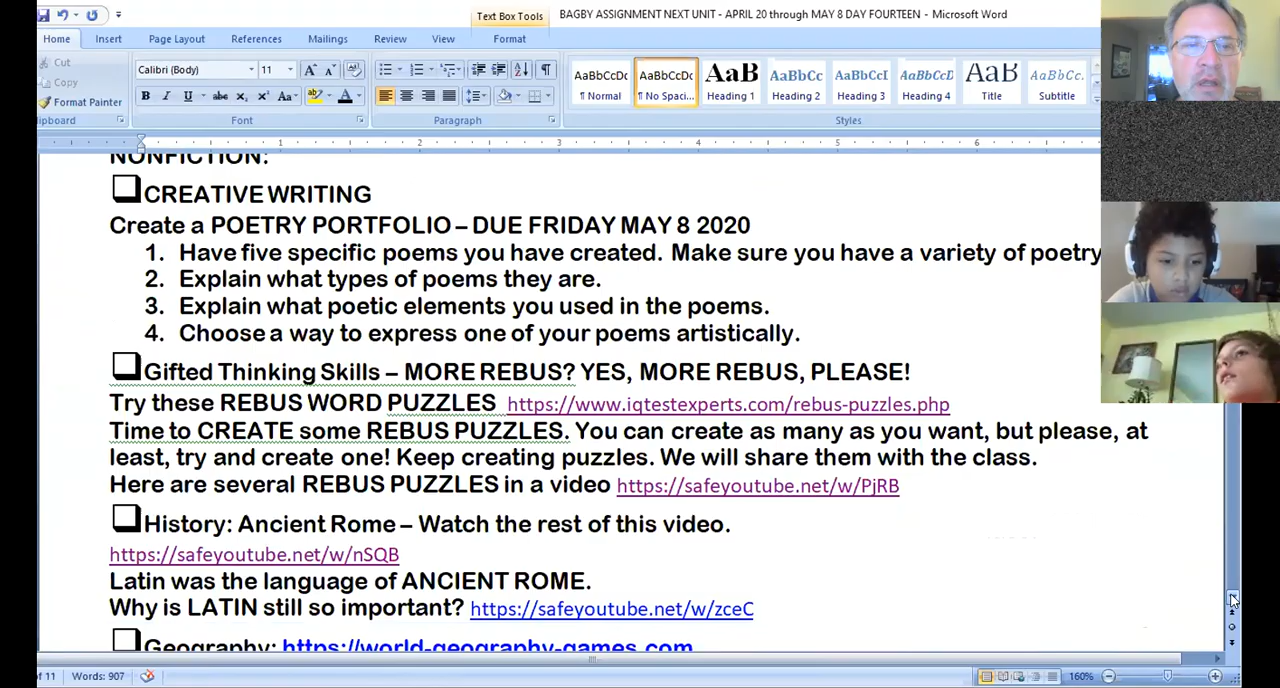 Text Box Tools
BAGBY ASSIGNMENT NEXT UNIT - APRIL 20 through MAY 8 DAY FOURTEEN - Microsoft Word
Home Insert Page Layout References Mailings Review View Format
Cut
Copy
Format Painter
Calibri (Body) 11
AaBbCcDc AaBbCcDc AaB AaBbCc AaBbCcI AaBbCcD AaB AaBbCc.
¶ Normal ¶ No Spaci... Heading 1 Heading 2 Heading 3 Heading 4 Title Subtitle
lipboard Font Paragraph Styles
1 2 3 4 5 6
NONFICTION:
CREATIVE WRITING
Create a POETRY PORTFOLIO – DUE FRIDAY MAY 8 2020
1. Have five specific poems you have created. Make sure you have a variety of poetry
2. Explain what types of poems they are.
3. Explain what poetic elements you used in the poems.
4. Choose a way to express one of your poems artistically.
Gifted Thinking Skills – MORE REBUS? YES, MORE REBUS, PLEASE!
Try these REBUS WORD PUZZLES https://www.iqtestexperts.com/rebus-puzzles.php
Time to CREATE some REBUS PUZZLES. You can create as many as you want, but please, at
least, try and create one! Keep creating puzzles. We will share them with the class.
Here are several REBUS PUZZLES in a video https://safeyoutube.net/w/PjRB
History: Ancient Rome – Watch the rest of this video.
https://safeyoutube.net/w/nSQB
Latin was the language of ANCIENT ROME.
Why is LATIN still so important? https://safeyoutube.net/w/zceC
Geography: https://world-geography-games.com
of 11 Words: 907 160%